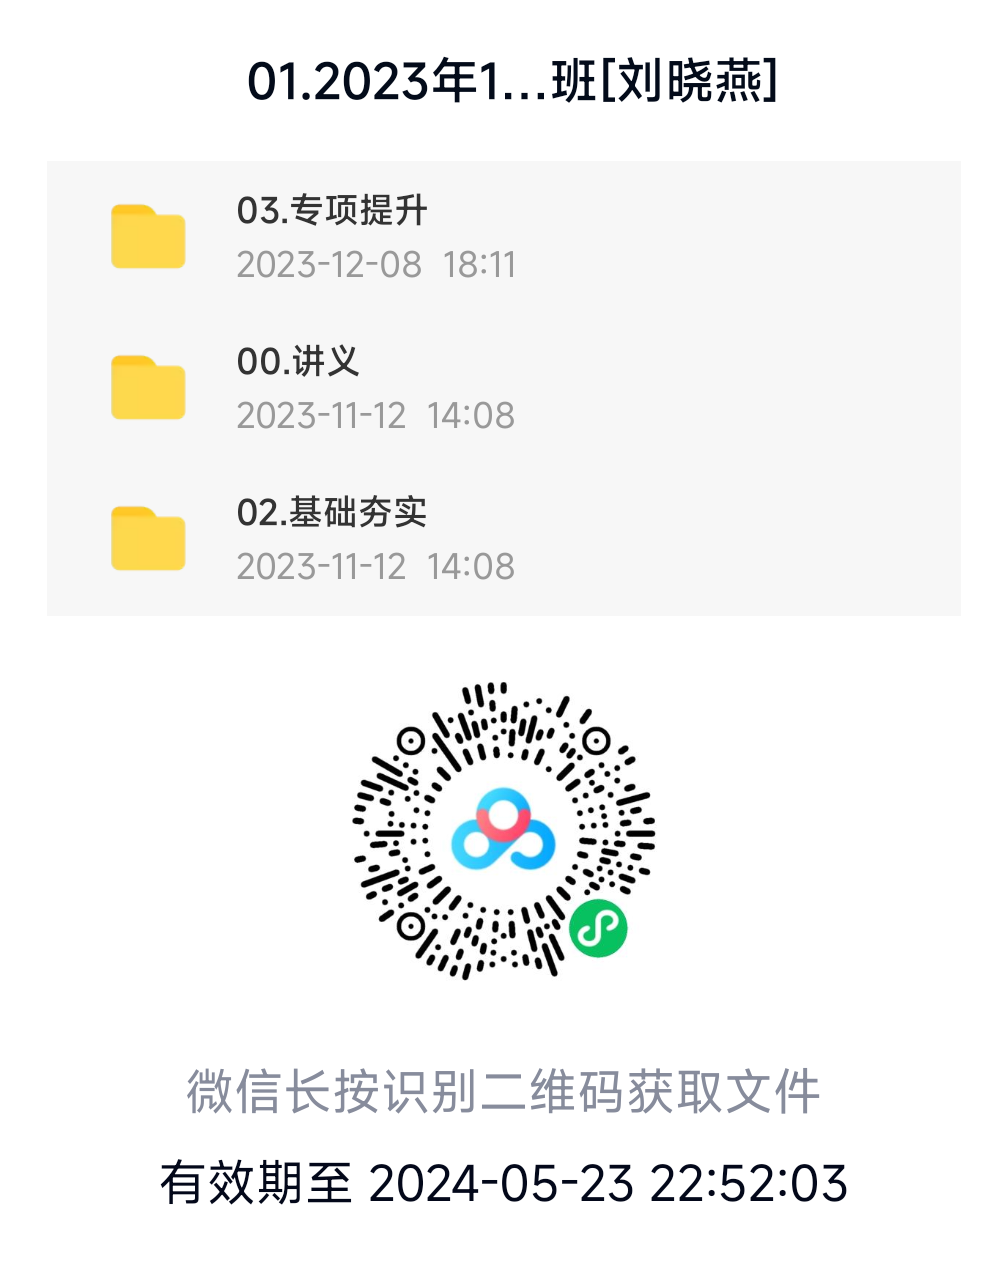 01.2023年1...班[刘晓燕]
03.专项提升
2023-12-08 18:11
00.讲义
2023-11-12 14:08
02.基础夯实
2023-11-12 14:08
微信长按识别二维码获取文件
有效期至 2024-05-23 22:52:03